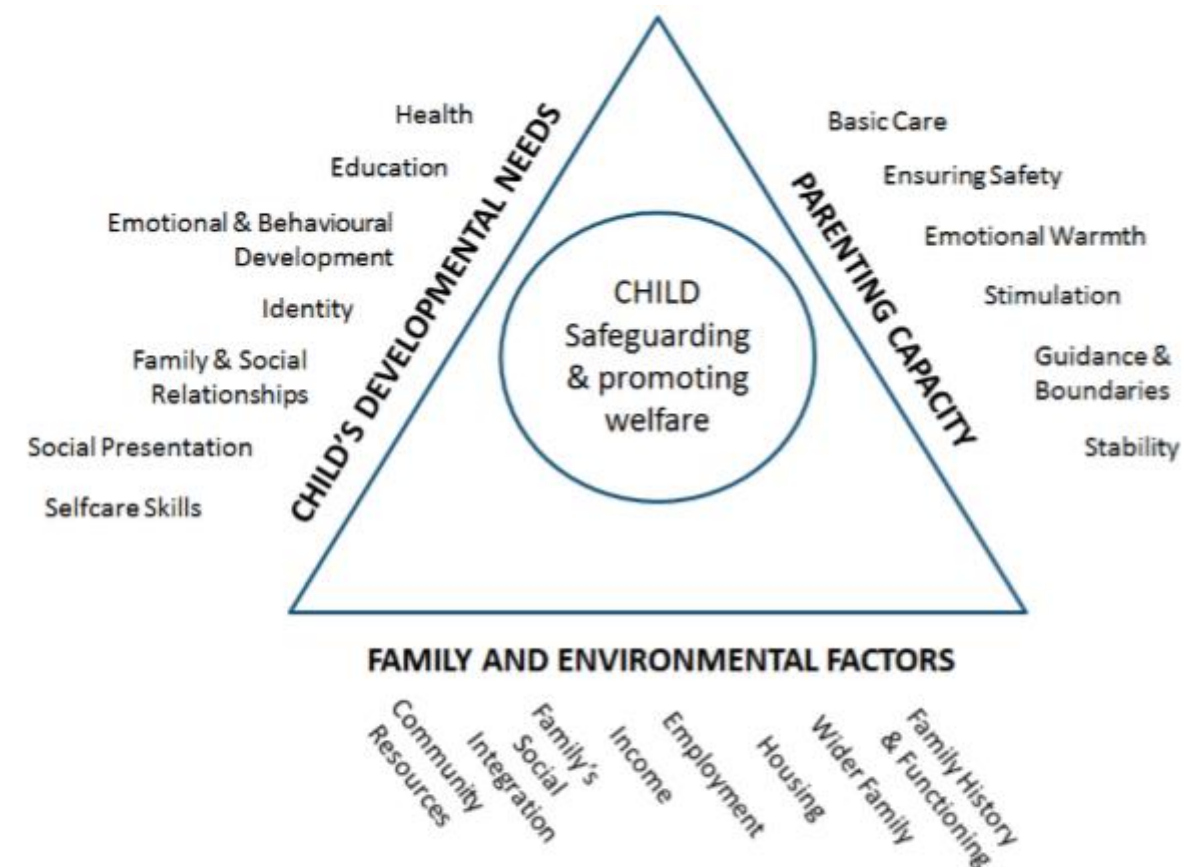 Health
Education
Emotional & Behavioural
Development
Identity
Family & Social
Relationships
Social Presentation
Selfcare Skills
CHILD'S DEVELOPMENTAL NEEDS
CHILD
Safeguarding
& promoting
welfare
PARENTING CAPACITY
Basic Care
Ensuring Safety
Emotional Warmth
Stimulation
Guidance &
Boundaries
Stability
FAMILY AND ENVIRONMENTAL FACTORS
Community
Resources
Family's
Social
Integration
Income
Employment
Housing
Wider Family
Family History
& Functioning